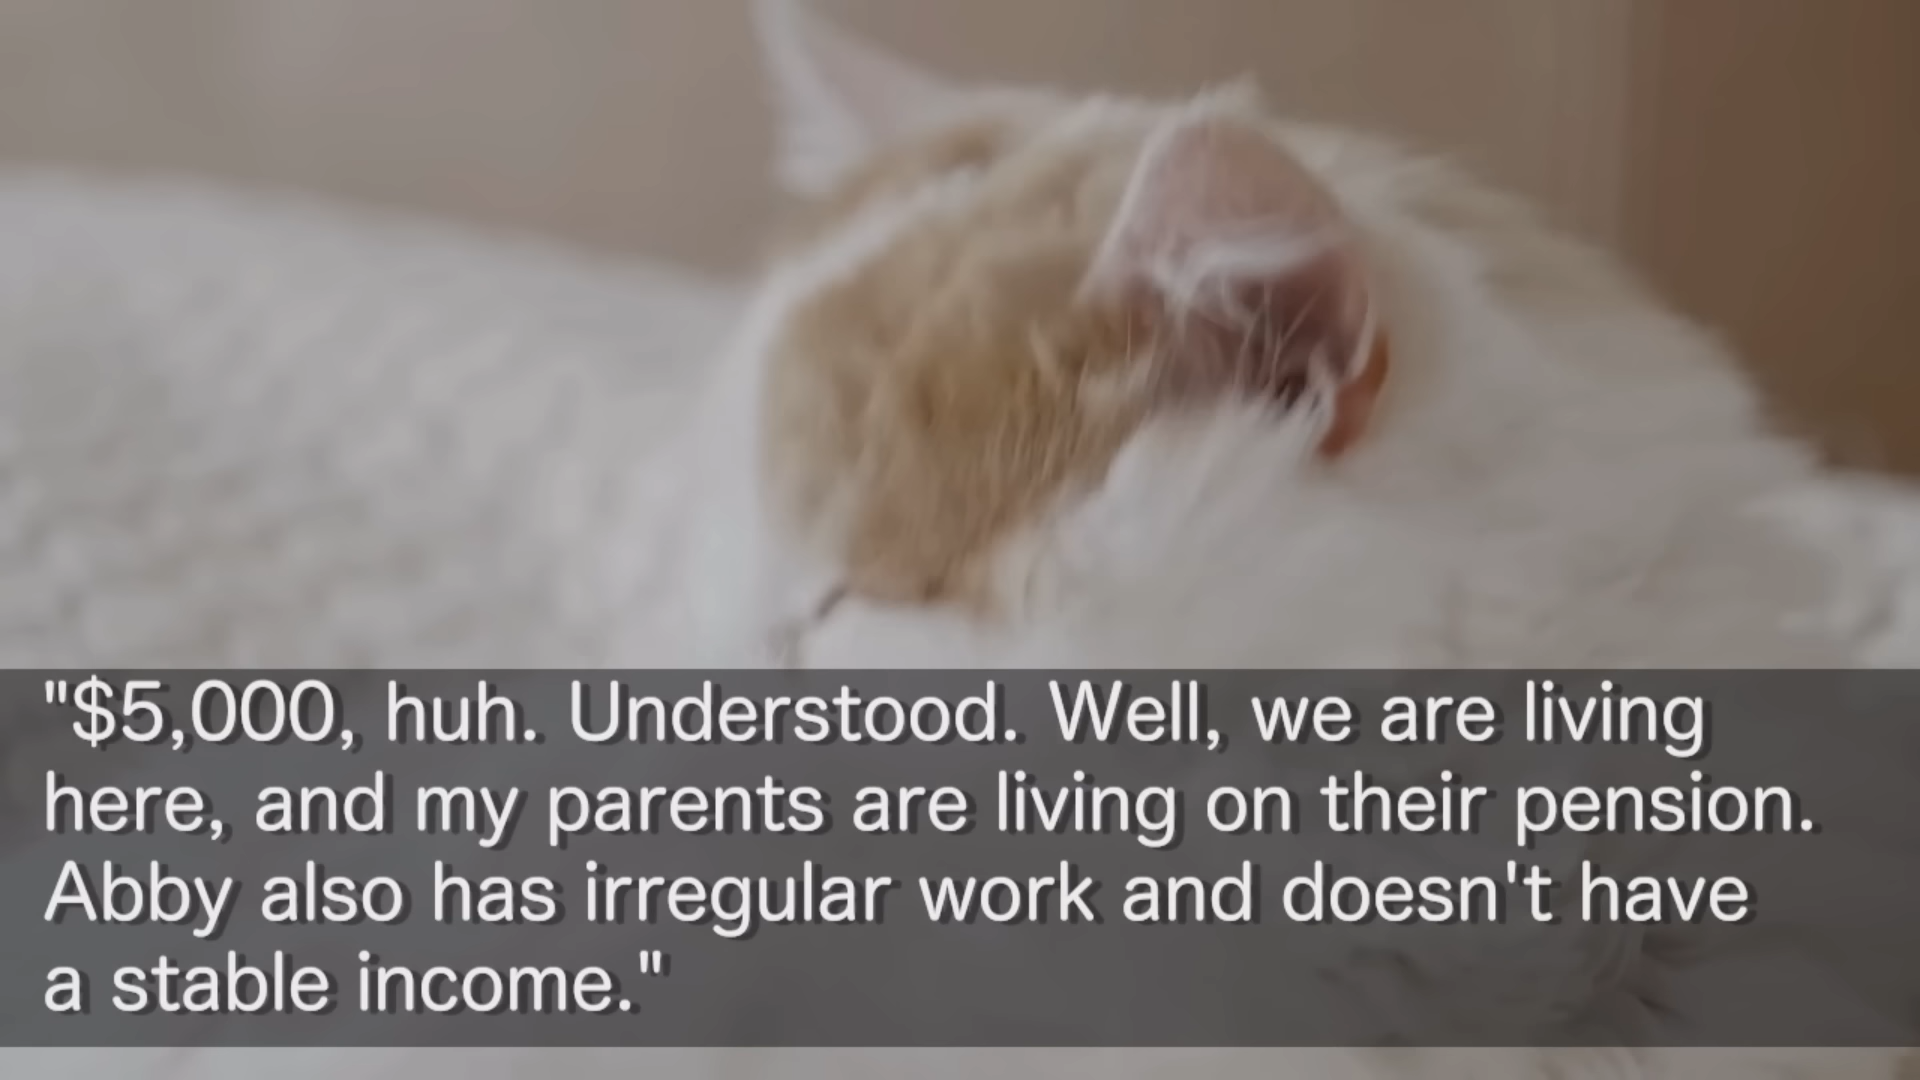 "$5,000, huh. Understood. Well, we are living
here, and my parents are living on their pension.
Abby also has irregular work and doesn't have
a stable income."